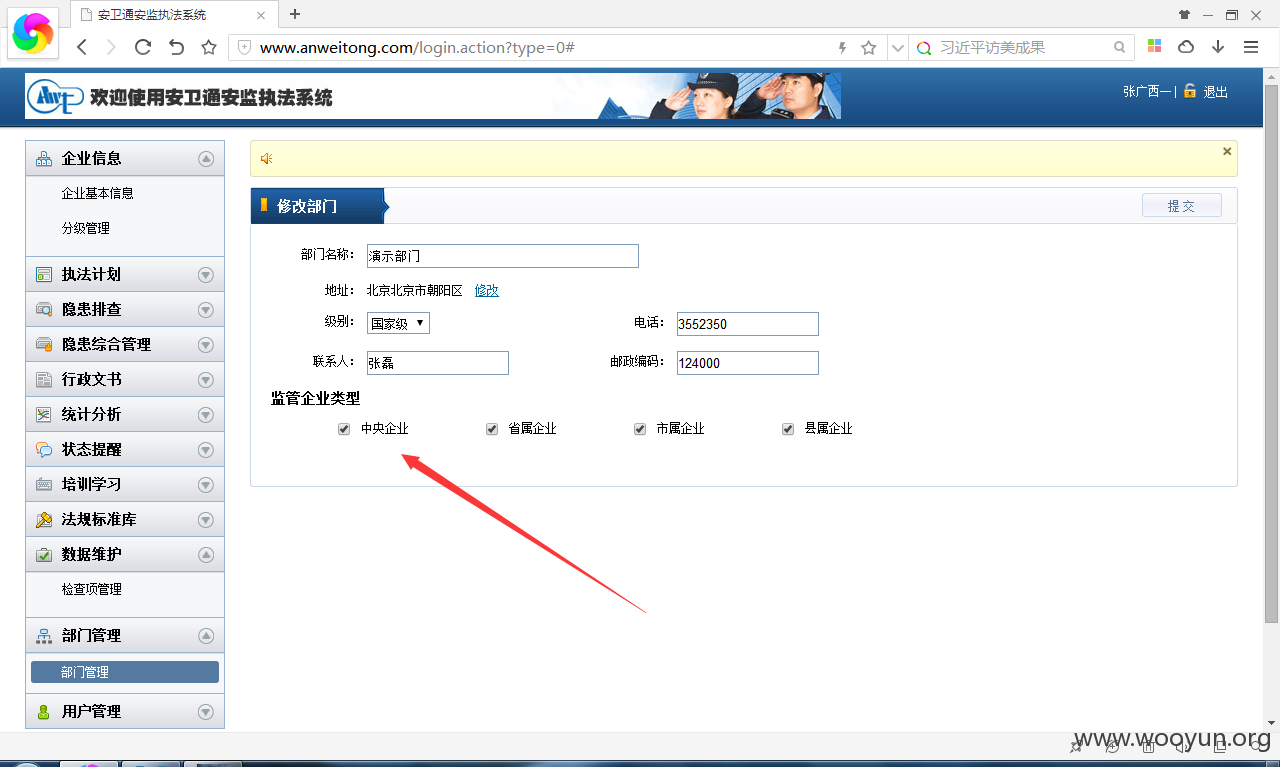 安卫通安监执法系统
www.anweitong.com/login.action?type=0#
习近平访美成果
AWT 欢迎使用安卫通安监执法系统
张广西一 | 退出
企业信息
企业基本信息
分级管理
执法计划
隐患排查
隐患综合管理
行政文书
统计分析
状态提醒
培训学习
法规标准库
数据维护
检查项管理
部门管理
部门管理
用户管理
修改部门
提 交
部门名称： 演示部门
地址： 北京北京市朝阳区 修改
级别： 国家级 电话： 3552350
联系人： 张磊 邮政编码： 124000
监管企业类型
中央企业 省属企业 市属企业 县属企业
www.wooyun.org